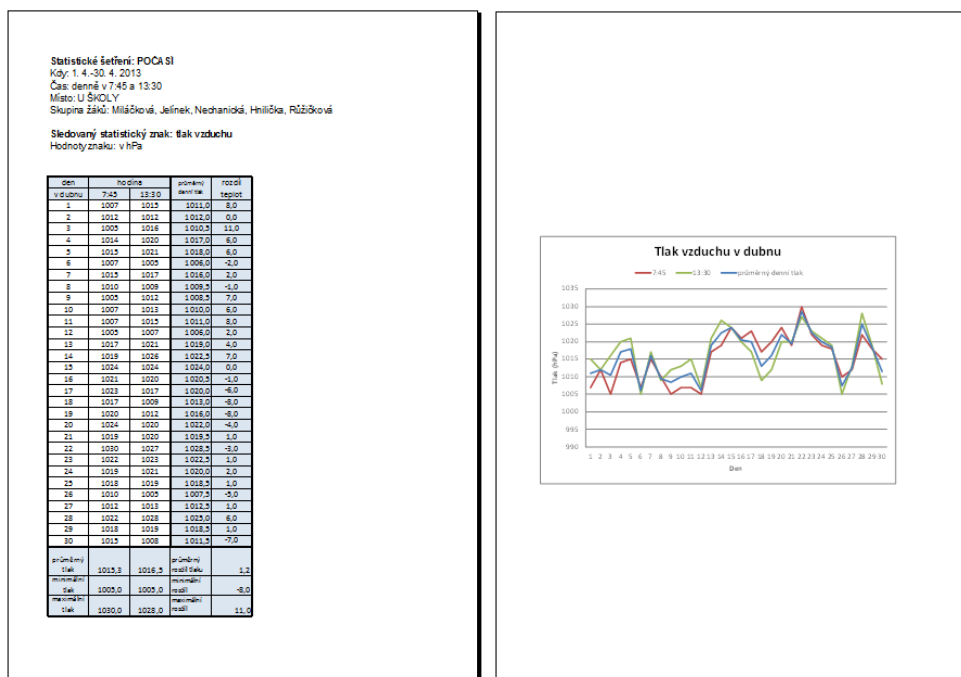 Statistické šetření: POČASÍ
Kdy: 1. 4.-30. 4. 2013
Čas: denně v 7:45 a 13:30
Místo: U ŠKOLY
Skupina žáků: Miláčková, Jelínek, Nechanická, Hnilička, Růžičková
Sledovaný statistický znak: tlak vzduchu
Hodnoty znaku: v hPa
den hodina průměrný rozdíl
v dubnu 7:45 13:30 denní tlak teplot
1 1007 1015 1011,0 8,0
2 1012 1012 1012,0 0,0
3 1005 1016 1010,5 11,0
4 1014 1020 1017,0 6,0
5 1015 1021 1018,0 6,0
6 1007 1005 1006,0 -2,0
7 1015 1017 1016,0 2,0
8 1010 1009 1009,5 -1,0
9 1005 1012 1008,5 7,0
10 1007 1013 1010,0 6,0
11 1007 1015 1011,0 8,0
12 1005 1007 1006,0 2,0
13 1017 1021 1019,0 4,0
14 1019 1026 1022,5 7,0
15 1024 1024 1024,0 0,0
16 1021 1020 1020,5 -1,0
17 1023 1017 1020,0 -6,0
18 1017 1009 1013,0 -8,0
19 1020 1012 1016,0 -8,0
20 1024 1020 1022,0 -4,0
21 1019 1020 1019,5 1,0
22 1030 1027 1028,5 -3,0
23 1022 1023 1022,5 1,0
24 1019 1021 1020,0 2,0
25 1018 1019 1018,5 1,0
26 1010 1005 1007,5 -5,0
27 1012 1013 1012,5 1,0
28 1022 1028 1025,0 6,0
29 1018 1019 1018,5 1,0
30 1015 1008 1011,5 -7,0
průměrný průměrný
tlak 1015,3 1016,5 rozdíl tlaku 1,2
minimální minimální
tlak 1005,0 1005,0 rozdíl -8,0
maximální maximální
tlak 1030,0 1028,0 rozdíl 11,0
Tlak vzduchu v dubnu
7:45 13:30 průměrný denní tlak
1035
1030
1025
1020
1015
1010
1005
1000
995
990
Tlak (hPa)
1 2 3 4 5 6 7 8 9 10 11 12 13 14 15 16 17 18 19 20 21 22 23 24 25 26 27 28 29 30
Den